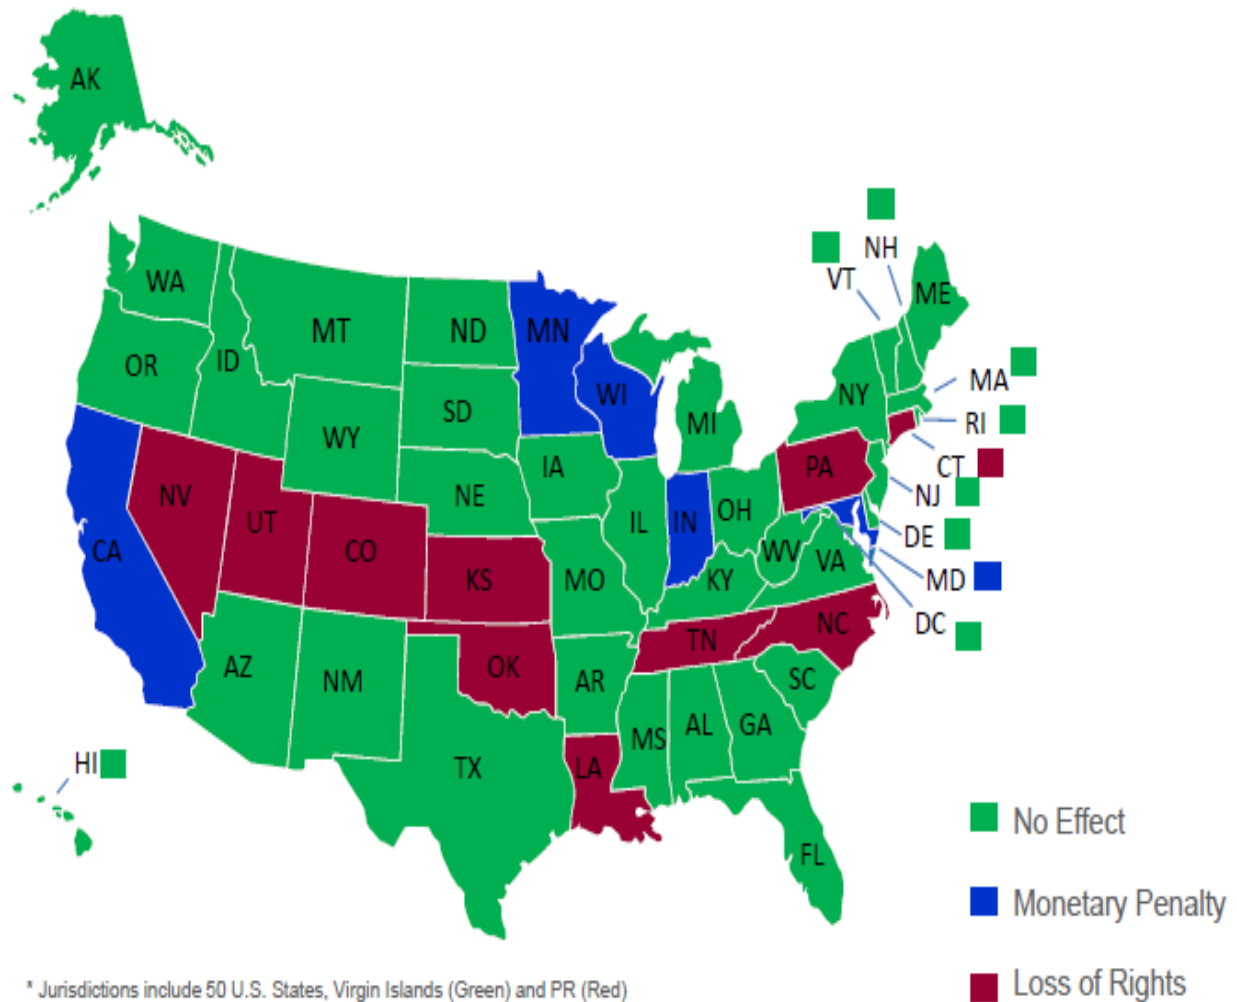 AK
NH
VT
WA
ME
MT
ND
MN
OR
ID
MA
WI
NY
SD
RI
MI
WY
IA
CT
PA
NE
NJ
NV
OH
IL
IN
UT
DE
CO
CA
WV
VA
KS
MO
KY
MD
DC
NC
TN
OK
AZ
NM
AR
SC
MS
AL
GA
HI
TX
LA
No Effect
FL
Monetary Penalty
Loss of Rights
* Jurisdictions include 50 U.S. States, Virgin Islands (Green) and PR (Red)